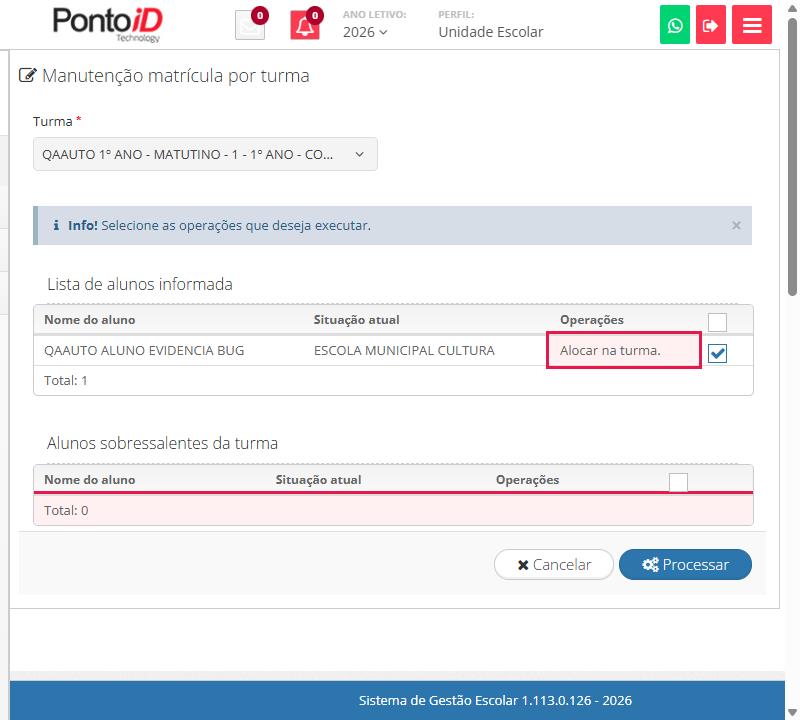 PontoiD
Technology
0
0
ANO LETIVO:
2026
PERFIL:
Unidade Escolar
Manutenção matrícula por turma
Turma *
QAAUTO 1º ANO - MATUTINO - 1 - 1º ANO - CO...
Info! Selecione as operações que deseja executar.
×
Lista de alunos informada
Nome do aluno Situação atual Operações
QAAUTO ALUNO EVIDENCIA BUG ESCOLA MUNICIPAL CULTURA Alocar na turma.
Total: 1
Alunos sobressalentes da turma
Nome do aluno Situação atual Operações
Total: 0
Cancelar
Processar
Sistema de Gestão Escolar 1.113.0.126 - 2026